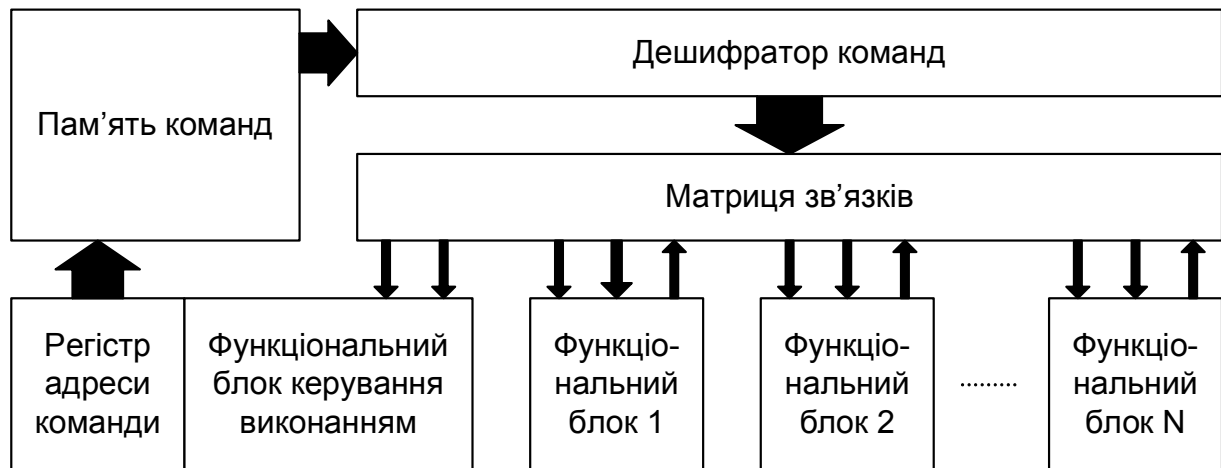 Дешифратор команд
Пам’ять команд
Матриця зв’язків
Регістр
адреси
команди
Функціональний
блок керування
виконанням
Функціо-
нальний
блок 1
Функціо-
нальний
блок 2
.........
Функціо-
нальний
блок N